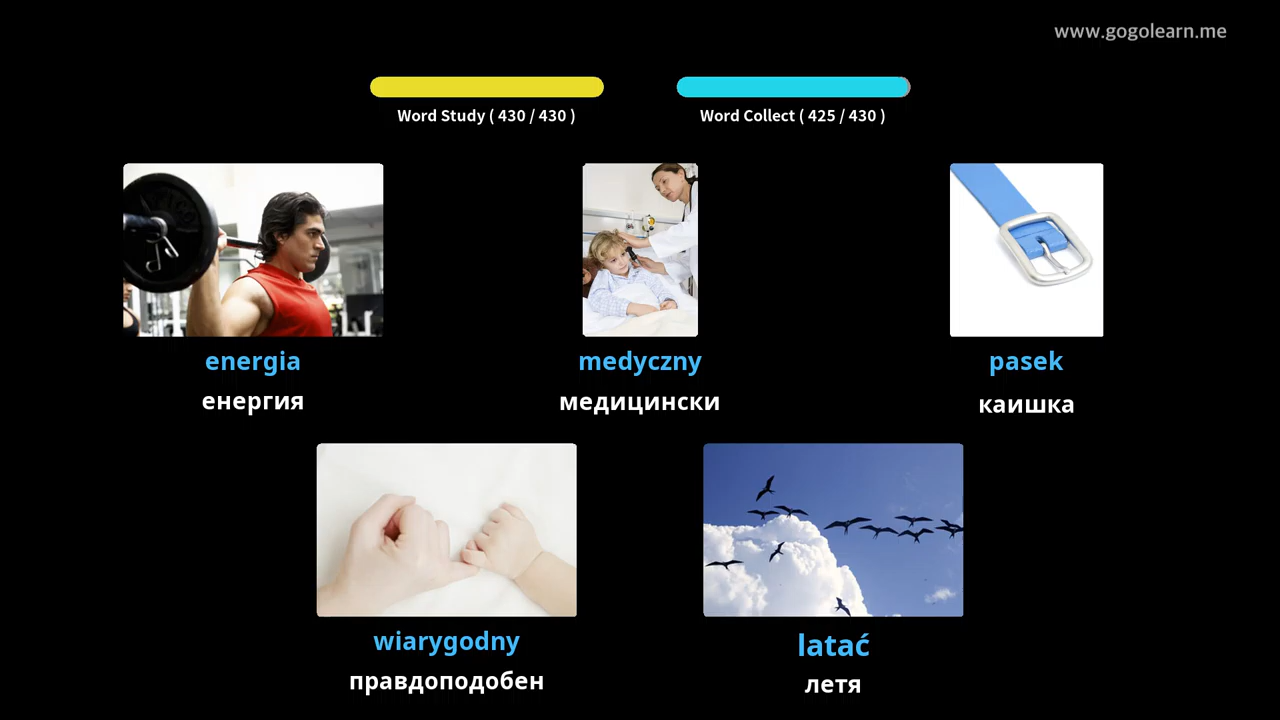 www.gogolearn.me
Word Study ( 430 / 430 )
Word Collect ( 425 / 430 )
energia
енергия
medyczny
медицински
pasek
каишка
wiarygodny
правдоподобен
latać
летя